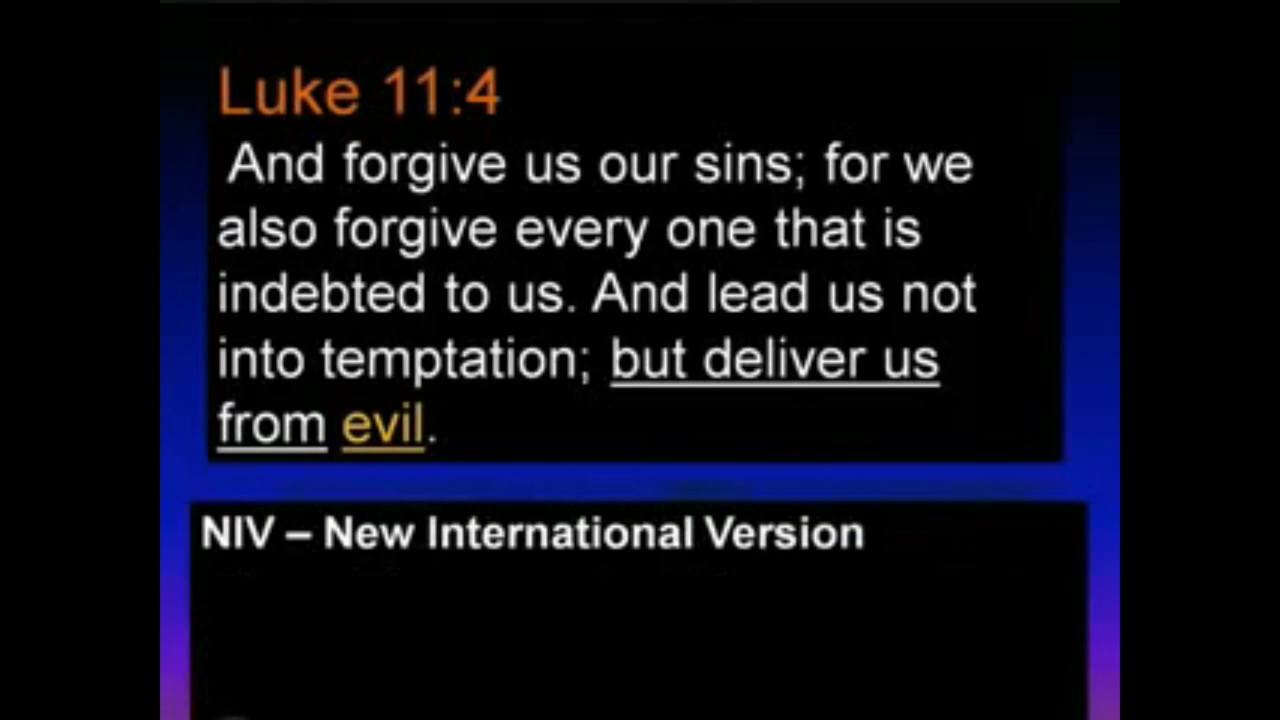 Luke 11:4
And forgive us our sins; for we
also forgive every one that is
indebted to us. And lead us not
into temptation; but deliver us
from evil.
NIV – New International Version